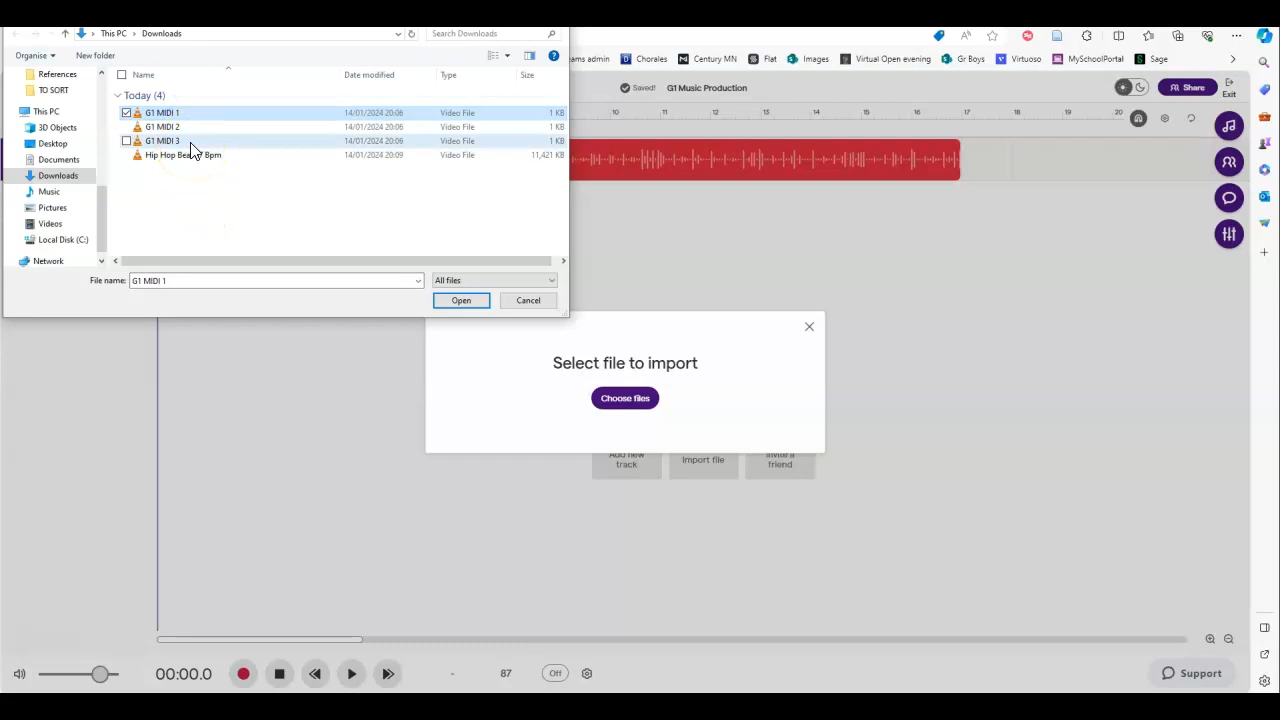 This PC > Downloads
Search Downloads
Organise
New folder
References
TO SORT
This PC
3D Objects
Desktop
Documents
Downloads
Music
Pictures
Videos
Local Disk (C:)
Network
Name Date modified Type Size
Today (4)
G1 MIDI 1 14/01/2024 20:06 Video File 1 KB
G1 MIDI 2 14/01/2024 20:06 Video File 1 KB
G1 MIDI 3 14/01/2024 20:06 Video File 1 KB
Hip Hop Bpm 14/01/2024 20:09 Video File 11,421 KB
File name: G1 MIDI 1 All files
Open Cancel
admin Chorales Century MN Flat Images Virtual Open evening Gr Boys Virtuoso MySchoolPortal Sage
Saved! G1 Music Production
Share
Exit
10 11 12 13 14 15 16 17 18 19 20
Select file to import
Choose files
Add new track
Import file
Invite a friend
00:00.0
- 87 Off
Support